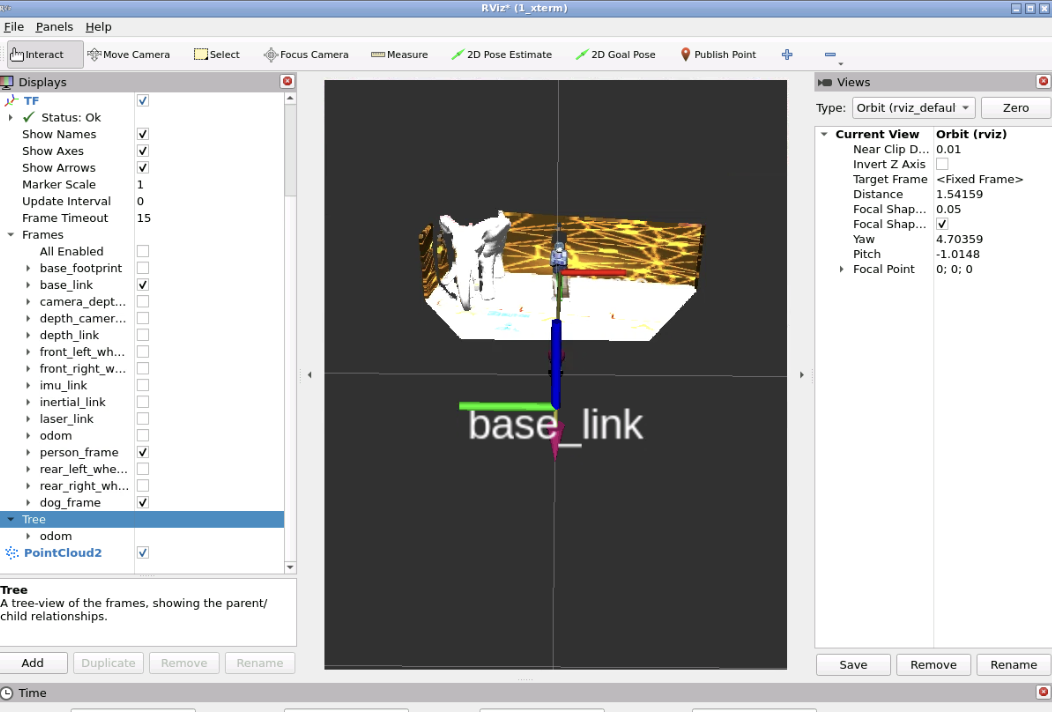 RViz* (1_xterm)
File Panels Help
Interact Move Camera Select Focus Camera Measure 2D Pose Estimate 2D Goal Pose Publish Point
Displays
TF
Status: Ok
Show Names
Show Axes
Show Arrows
Marker Scale 1
Update Interval 0
Frame Timeout 15
Frames
All Enabled
base_footprint
base_link
camera_dept...
depth_camer...
depth_link
front_left_wh...
front_right_w...
imu_link
inertial_link
laser_link
odom
person_frame
rear_left_whe...
rear_right_wh...
dog_frame
Tree
odom
PointCloud2
Tree
A tree-view of the frames, showing the parent/
child relationships.
Add Duplicate Remove Rename
base_link
Views
Type: Orbit (rviz_defaul Zero
Current View Orbit (rviz)
Near Clip D... 0.01
Invert Z Axis
Target Frame <Fixed Frame>
Distance 1.54159
Focal Shap... 0.05
Focal Shap...
Yaw 4.70359
Pitch -1.0148
Focal Point 0; 0; 0
Save Remove Rename
Time